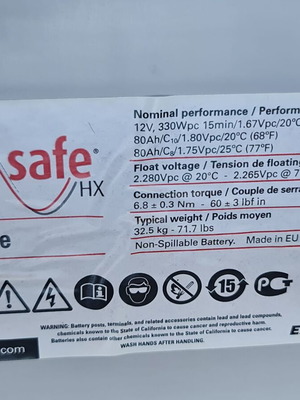 Nominal performance / Perform
12V, 330Wpc 15min/1.67Vpc/20°C
80Ah/C10/1.80Vpc/20°C (68°F)
80Ah/C8/1.75Vpc/25°C (77°F)
Float voltage / Tension de floating
2.280Vpc @ 20°C - 2.265Vpc @ 7
Connection torque / Couple de serra
6.8 ± 0.3 Nm - 60 ± 3 lbf in
Typical weight / Poids moyen
32.5 kg - 71.7 lbs
Non-Spillable Battery. Made in EU
safe®
HX
e
15
WARNING: Battery posts, terminals, and related accessories contain lead and lead compounds,
chemicals known to the State of California to cause cancer and reproductive harm.
Batteries also contain other chemicals known to the State of California to cause cancer.
WASH HANDS AFTER HANDLING.
.com